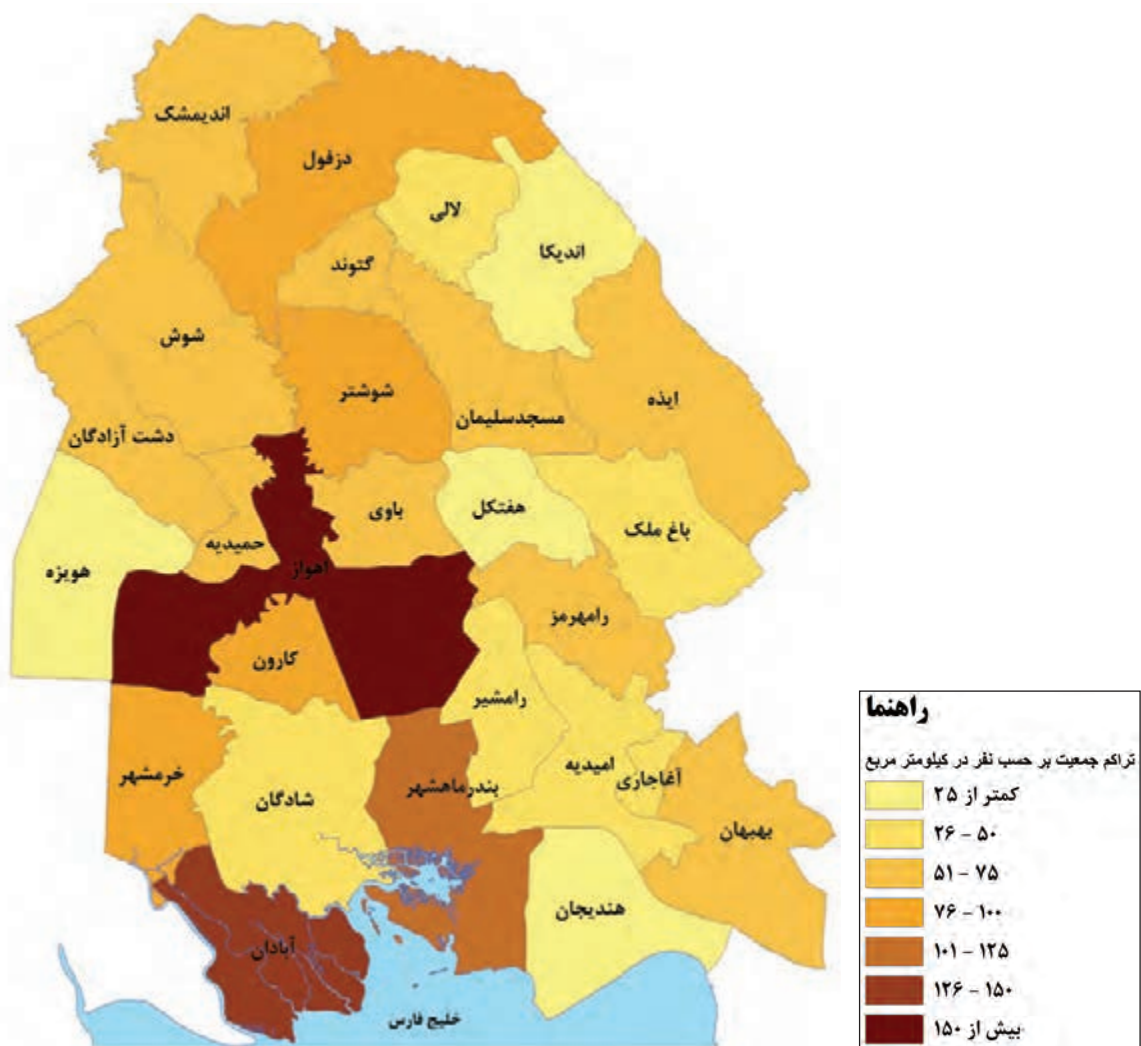 اندیمشک
دزفول
لالی
اندیکا
گتوند
شوش
شوشتر
ایذه
مسجدسلیمان
دشت آزادگان
هفتکل
باوی
باغ ملک
حمیدیه
اهواز
هویزه
رامهرمز
کارون
رامشیر
امیدیه
خرمشهر
آغاجاری
بندرماهشهر
شادگان
بهبهان
هندیجان
آبادان
خلیج فارس
راهنما
تراکم جمعیت بر حسب نفر در کیلومتر مربع
کمتر از ۲۵
۲۶ – ۵۰
۵۱ – ۷۵
۷۶ – ۱۰۰
۱۰۱ – ۱۲۵
۱۲۶ – ۱۵۰
بیش از ۱۵۰